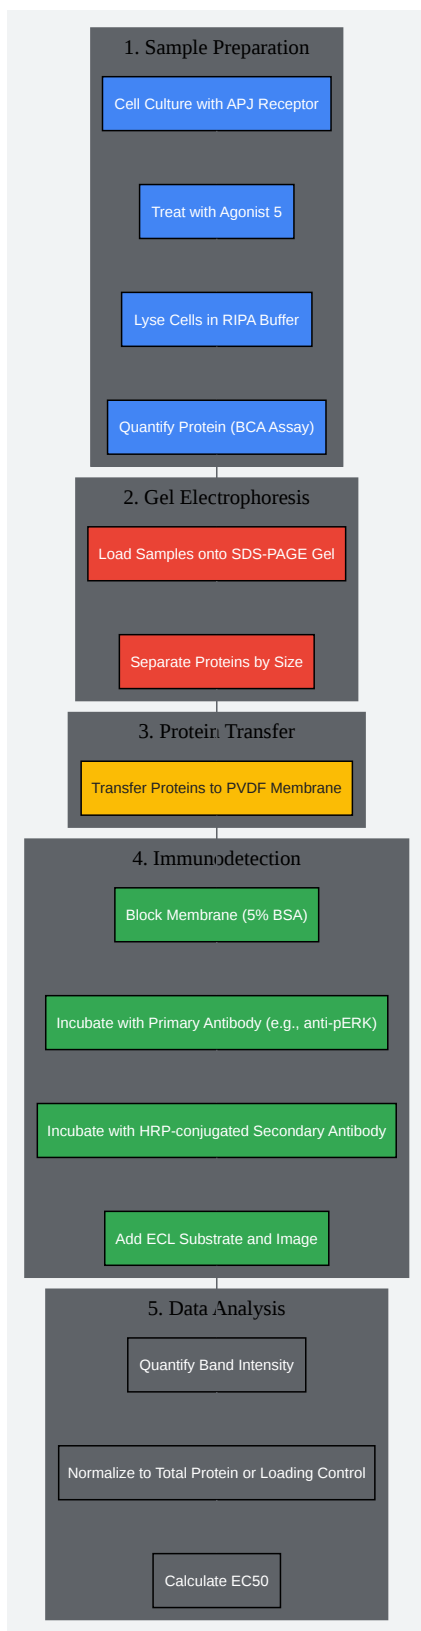 1. Sample Preparation
Cell Culture with APJ Receptor
Treat with Agonist 5
Lyse Cells in RIPA Buffer
Quantify Protein (BCA Assay)
2. Gel Electrophoresis
Load Samples onto SDS-PAGE Gel
Separate Proteins by Size
3. Protein Transfer
Transfer Proteins to PVDF Membrane
4. Immunodetection
Block Membrane (5% BSA)
Incubate with Primary Antibody (e.g., anti-pERK)
Incubate with HRP-conjugated Secondary Antibody
Add ECL Substrate and Image
5. Data Analysis
Quantify Band Intensity
Normalize to Total Protein or Loading Control
Calculate EC50